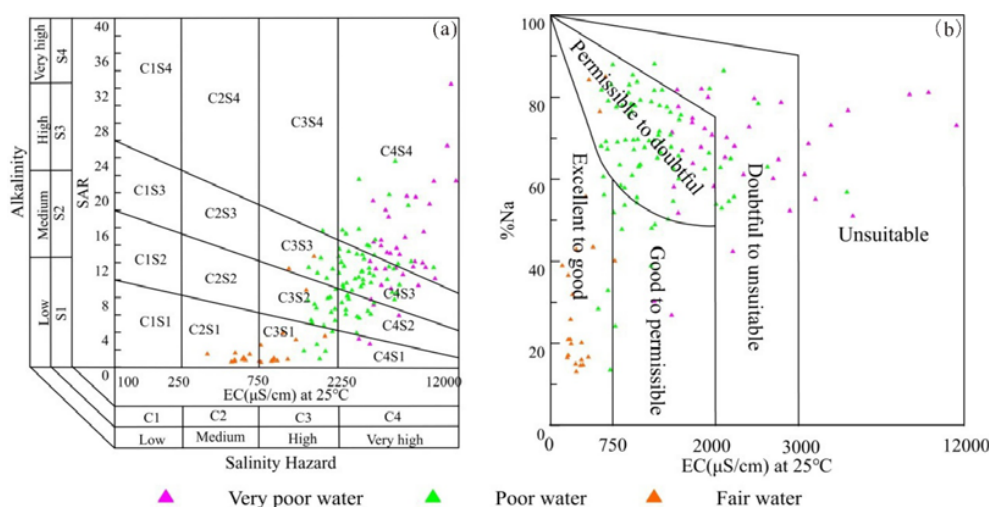 (a)
Alkalinity
Very high
High
Medium
Low
S4
S3
S2
S1
SAR
40
36
32
28
24
20
16
12
8
4
0
C1S4
C2S4
C3S4
C4S4
C1S3
C2S3
C3S3
C4S3
C1S2
C2S2
C3S2
C4S2
C1S1
C2S1
C3S1
C4S1
100 250 750 2250 12000
EC(μS/cm) at 25℃
C1 C2 C3 C4
Low Medium High Very high
Salinity Hazard
(b)
%Na
100
80
60
40
20
0
Permissible to doubtful
Excellent to good
Good to permissible
Doubtful to unsuitable
Unsuitable
0 750 2000 3000 12000
EC(μS/cm) at 25℃
Very poor water Poor water Fair water